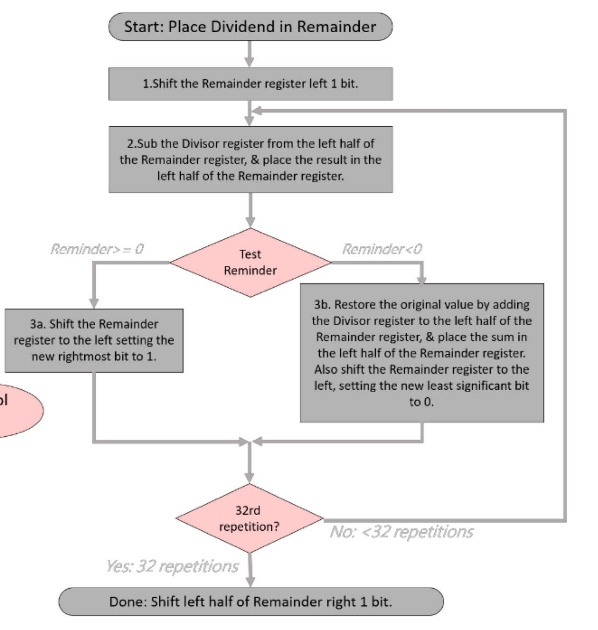 Start: Place Dividend in Remainder
1.Shift the Remainder register left 1 bit.
2.Sub the Divisor register from the left half of
the Remainder register, & place the result in the
left half of the Remainder register.
Reminder>= 0
Test
Reminder
Reminder<0
3a. Shift the Remainder
register to the left setting the
new rightmost bit to 1.
3b. Restore the original value by adding
the Divisor register to the left half of the
Remainder register, & place the sum in
the left half of the Remainder register.
Also shift the Remainder register to the
left, setting the new least significant bit
to 0.
32rd
repetition?
No: <32 repetitions
Yes: 32 repetitions
Done: Shift left half of Remainder right 1 bit.